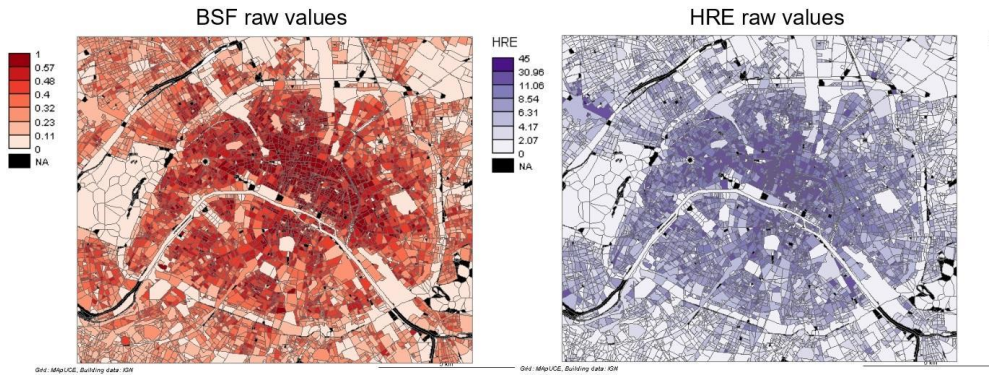 BSF raw values
1
0.57
0.48
0.4
0.32
0.23
0.11
0
NA
Grid: MApUCE, Building data: IGN
HRE raw values
HRE
45
30.96
11.06
8.54
6.31
4.17
2.07
0
NA
Grid: MApUCE, Building data: IGN